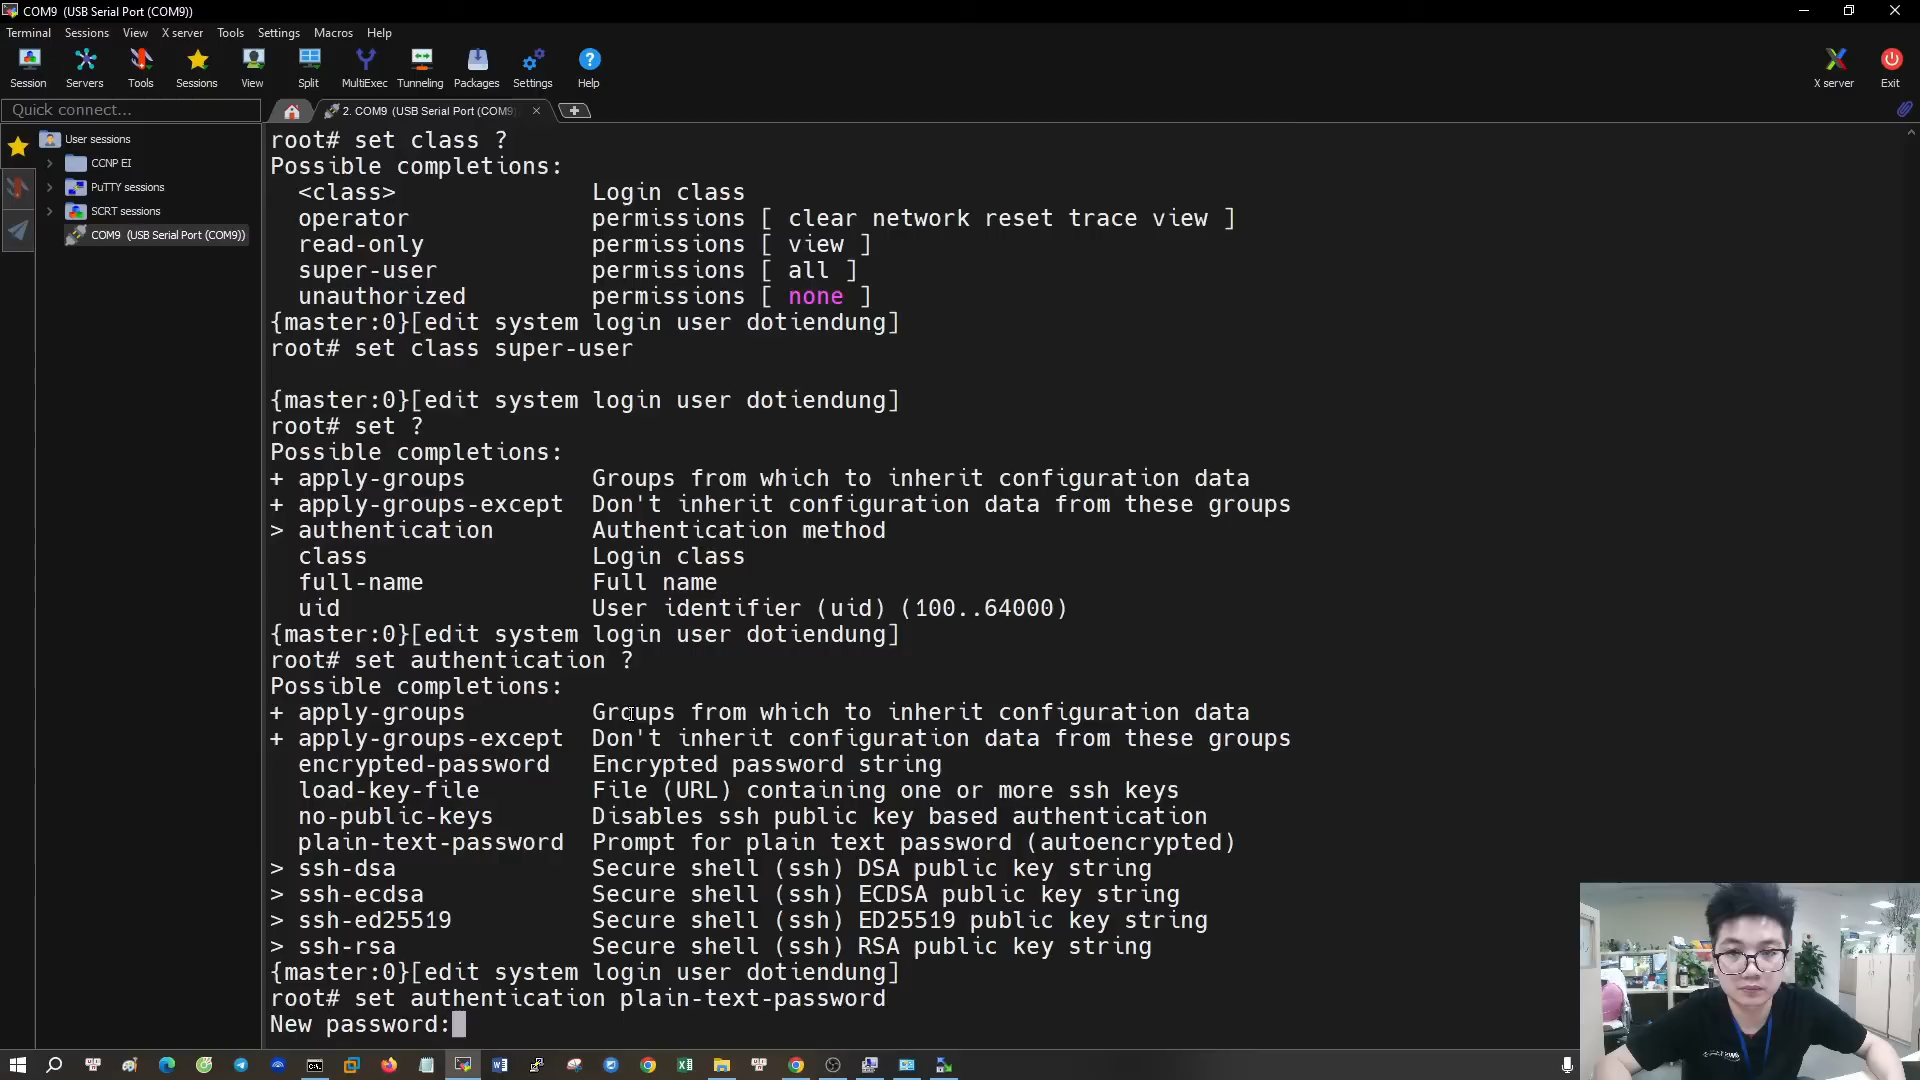 COM9 (USB Serial Port (COM9))
Terminal Sessions View X server Tools Settings Macros Help
Session Servers Tools Sessions View Split MultiExec Tunneling Packages Settings Help X server Exit
Quick connect...
2. COM9 (USB Serial Port (COM9)
User sessions
CCNP EI
PuTTY sessions
SCRT sessions
COM9 (USB Serial Port (COM9))
root# set class ?
Possible completions:
<class> Login class
operator permissions [ clear network reset trace view ]
read-only permissions [ view ]
super-user permissions [ all ]
unauthorized permissions [ none ]
{master:0}[edit system login user dotiendung]
root# set class super-user
{master:0}[edit system login user dotiendung]
root# set ?
Possible completions:
+ apply-groups Groups from which to inherit configuration data
+ apply-groups-except Don't inherit configuration data from these groups
> authentication Authentication method
class Login class
full-name Full name
uid User identifier (uid) (100..64000)
{master:0}[edit system login user dotiendung]
root# set authentication ?
Possible completions:
+ apply-groups Groups from which to inherit configuration data
+ apply-groups-except Don't inherit configuration data from these groups
encrypted-password Encrypted password string
load-key-file File (URL) containing one or more ssh keys
no-public-keys Disables ssh public key based authentication
plain-text-password Prompt for plain text password (autoencrypted)
> ssh-dsa Secure shell (ssh) DSA public key string
> ssh-ecdsa Secure shell (ssh) ECDSA public key string
> ssh-ed25519 Secure shell (ssh) ED25519 public key string
> ssh-rsa Secure shell (ssh) RSA public key string
{master:0}[edit system login user dotiendung]
root# set authentication plain-text-password
New password: